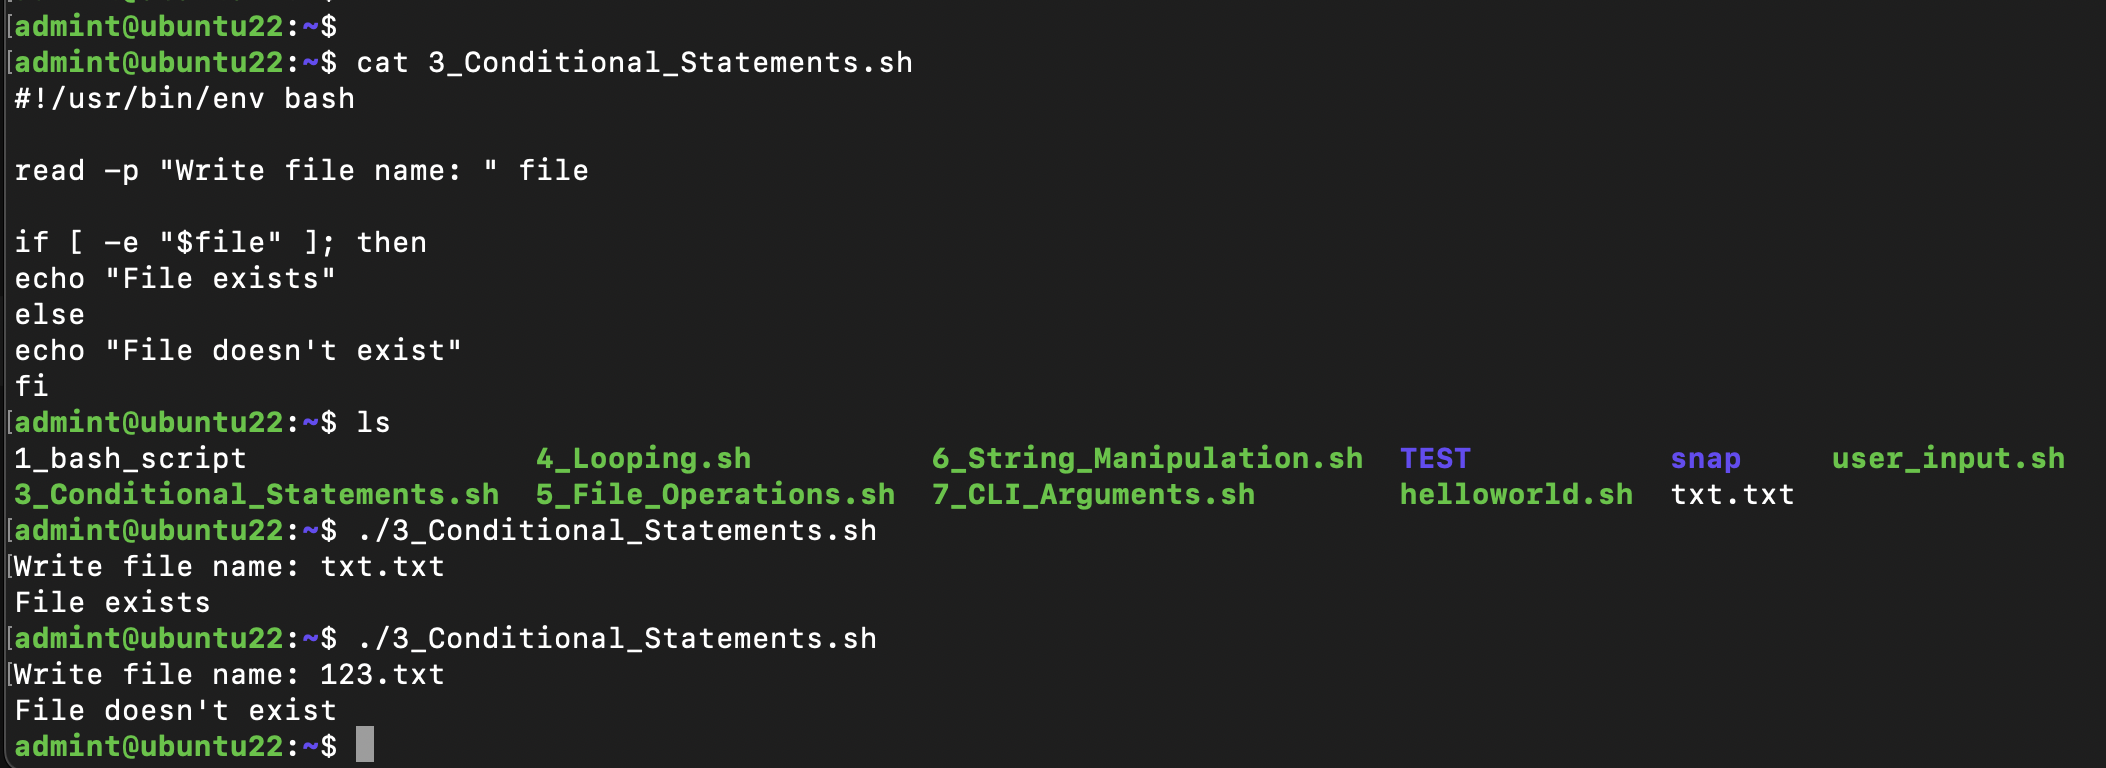 [admint@ubuntu22:~$
[admint@ubuntu22:~$ cat 3_Conditional_Statements.sh
#!/usr/bin/env bash
read -p "Write file name: " file
if [ -e "$file" ]; then
echo "File exists"
else
echo "File doesn't exist"
fi
[admint@ubuntu22:~$ ls
1_bash_script 4_Looping.sh 6_String_Manipulation.sh TEST snap user_input.sh
3_Conditional_Statements.sh 5_File_Operations.sh 7_CLI_Arguments.sh helloworld.sh txt.txt
[admint@ubuntu22:~$ ./3_Conditional_Statements.sh
[Write file name: txt.txt
File exists
[admint@ubuntu22:~$ ./3_Conditional_Statements.sh
[Write file name: 123.txt
File doesn't exist
admint@ubuntu22:~$